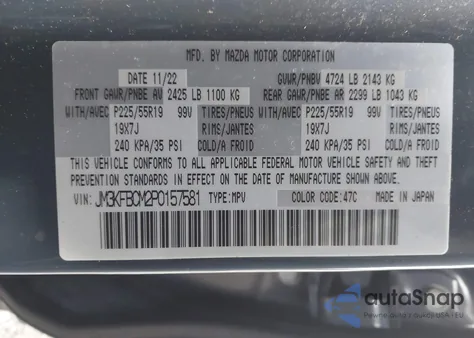 MFD. BY MAZDA MOTOR CORPORATION
DATE 11/22 GVWR/PNBV 4724 LB 2143 KG
FRONT GAWR/PNBE AV 2425 LB 1100 KG REAR GAWR/PNBE AR 2299 LB 1043 KG
WITH/AVEC P225/55R19 99V TIRES/PNEUS WITH/AVEC P225/55R19 99V TIRES/PNEUS
19X7J RIMS/JANTES 19X7J RIMS/JANTES
240 KPA/35 PSI COLD/A FROID 240 KPA/35 PSI COLD/A FROID
THIS VEHICLE CONFORMS TO ALL APPLICABLE FEDERAL MOTOR VEHICLE SAFETY, BUMPER, AND THEFT
PREVENTION STANDARDS IN EFFECT ON THE DATE OF MANUFACTURE SHOWN ABOVE.
VIN: JM3KFBCM2P0157581 TYPE:MPV COLOR CODE: 47C MADE IN JAPAN
autoSnap
Pewne auto z USA i EU